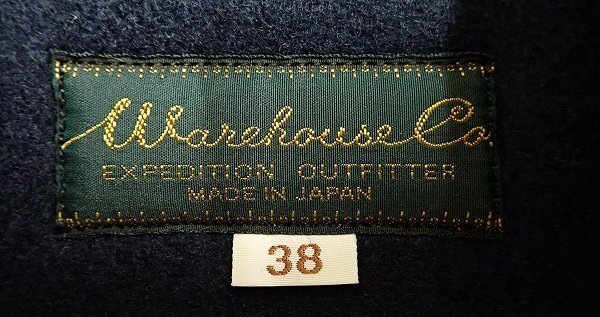 Warehouse Co.
EXPEDITION OUTFITTER
MADE IN JAPAN
38